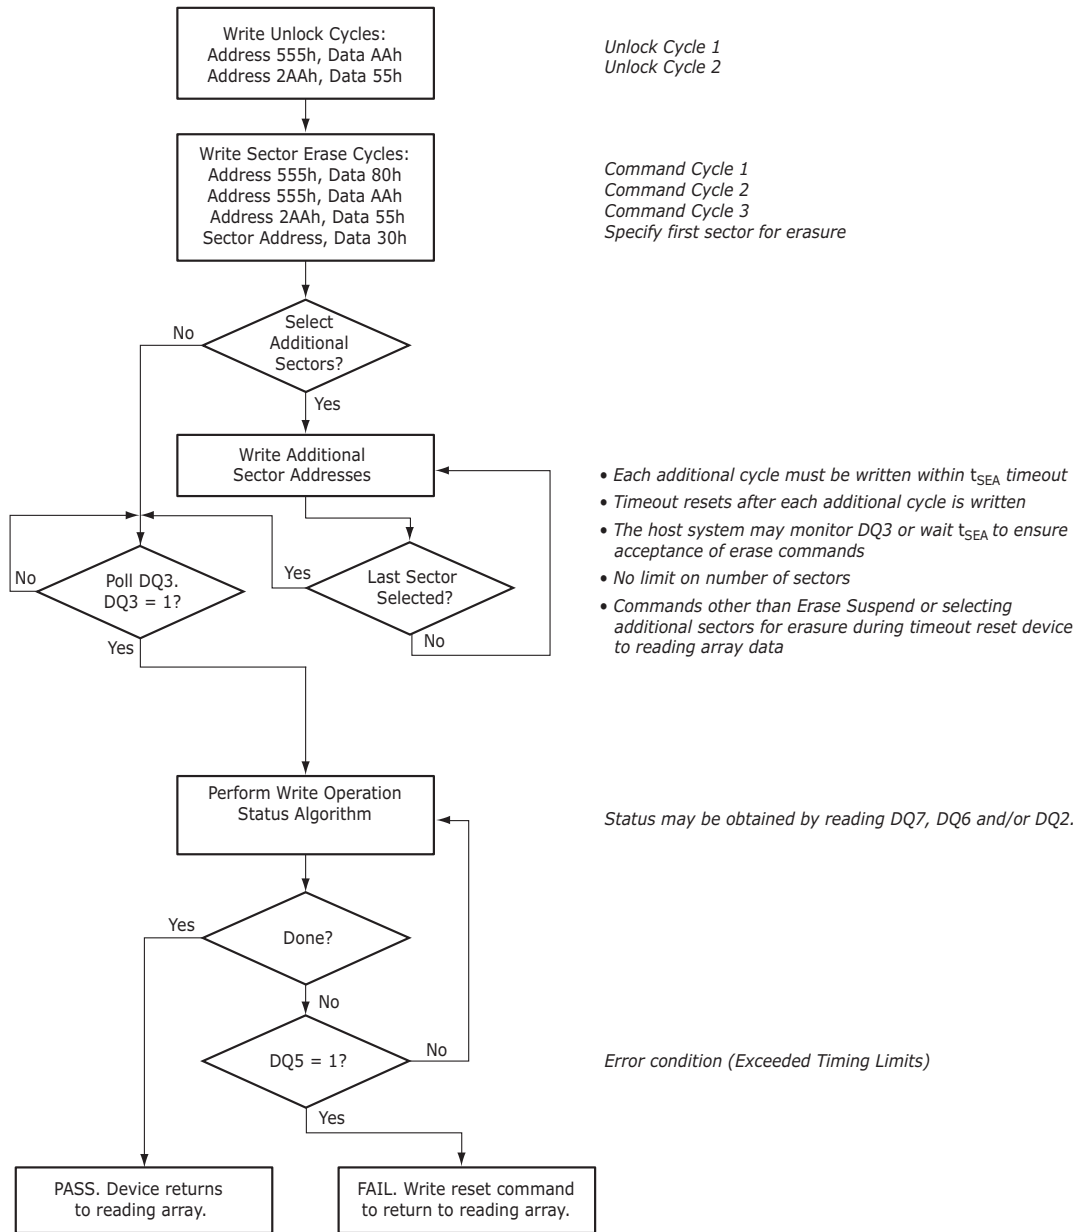 Write Unlock Cycles:
Address 555h, Data AAh
Address 2AAh, Data 55h
Unlock Cycle 1
Unlock Cycle 2
Write Sector Erase Cycles:
Address 555h, Data 80h
Address 555h, Data AAh
Address 2AAh, Data 55h
Sector Address, Data 30h
Command Cycle 1
Command Cycle 2
Command Cycle 3
Specify first sector for erasure
Select
Additional
Sectors?
No
Yes
Write Additional
Sector Addresses
• Each additional cycle must be written within tSEA timeout
• Timeout resets after each additional cycle is written
• The host system may monitor DQ3 or wait tSEA to ensure
acceptance of erase commands
• No limit on number of sectors
• Commands other than Erase Suspend or selecting
additional sectors for erasure during timeout reset device
to reading array data
No
Poll DQ3.
DQ3 = 1?
Yes
Yes
Last Sector
Selected?
No
Perform Write Operation
Status Algorithm
Status may be obtained by reading DQ7, DQ6 and/or DQ2.
Yes
Done?
No
DQ5 = 1?
No
Error condition (Exceeded Timing Limits)
Yes
PASS. Device returns
to reading array.
FAIL. Write reset command
to return to reading array.